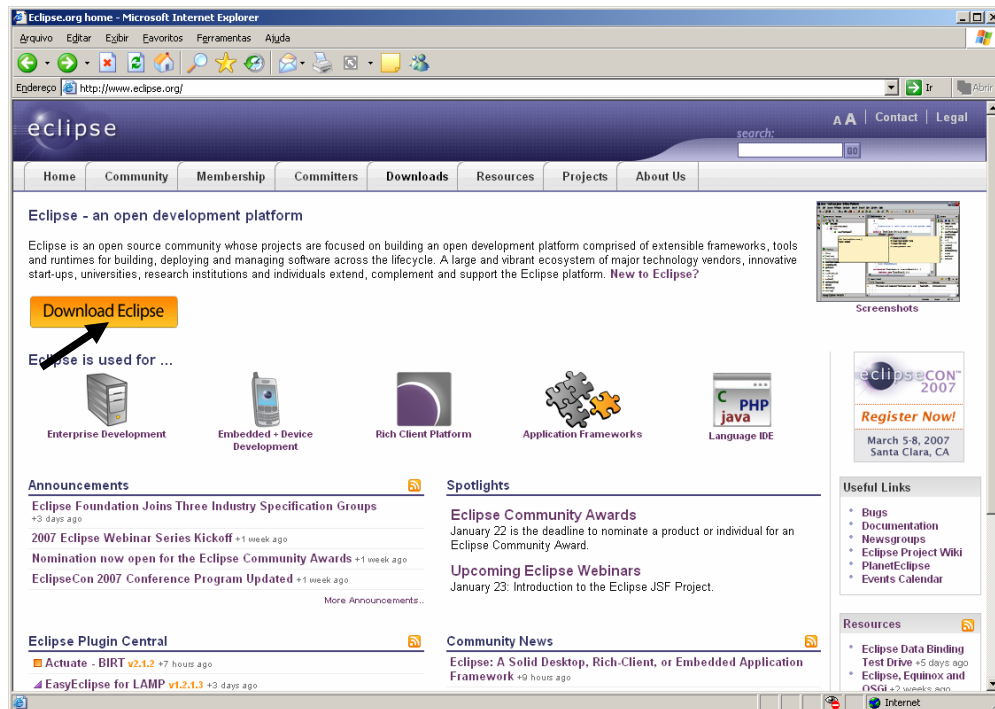 Eclipse.org home - Microsoft Internet Explorer
Arquivo Editar Exibir Favoritos Ferramentas Ajuda
Endereço http://www.eclipse.org/ Ir Abrir
eclipse
A A | Contact | Legal
search:
GO
Home Community Membership Committers Downloads Resources Projects About Us
Eclipse - an open development platform
Eclipse is an open source community whose projects are focused on building an open development platform comprised of extensible frameworks, tools
and runtimes for building, deploying and managing software across the lifecycle. A large and vibrant ecosystem of major technology vendors, innovative
start-ups, universities, research institutions and individuals extend, complement and support the Eclipse platform. New to Eclipse?
Screenshots
Download Eclipse
Eclipse is used for ...
C PHP
java
Enterprise Development
Embedded + Device
Development
Rich Client Platform
Application Frameworks
Language IDE
eclipseCON™
2007
Register Now!
March 5-8, 2007
Santa Clara, CA
Announcements
Eclipse Foundation Joins Three Industry Specification Groups
+3 days ago
2007 Eclipse Webinar Series Kickoff +1 week ago
Nomination now open for the Eclipse Community Awards +1 week ago
EclipseCon 2007 Conference Program Updated +1 week ago
More Announcements..
Spotlights
Eclipse Community Awards
January 22 is the deadline to nominate a product or individual for an
Eclipse Community Award.
Upcoming Eclipse Webinars
January 23: Introduction to the Eclipse JSF Project.
Useful Links
Bugs
Documentation
Newsgroups
Eclipse Project Wiki
PlanetEclipse
Events Calendar
Eclipse Plugin Central
Actuate - BIRT v2.1.2 +7 hours ago
EasyEclipse for LAMP v1.2.1.3 +3 days ago
Community News
Eclipse: A Solid Desktop, Rich-Client, or Embedded Application
Framework +9 hours ago
Resources
Eclipse Data Binding
Test Drive +5 days ago
Eclipse, Equinox and
OSGi +2 weeks ago
Internet